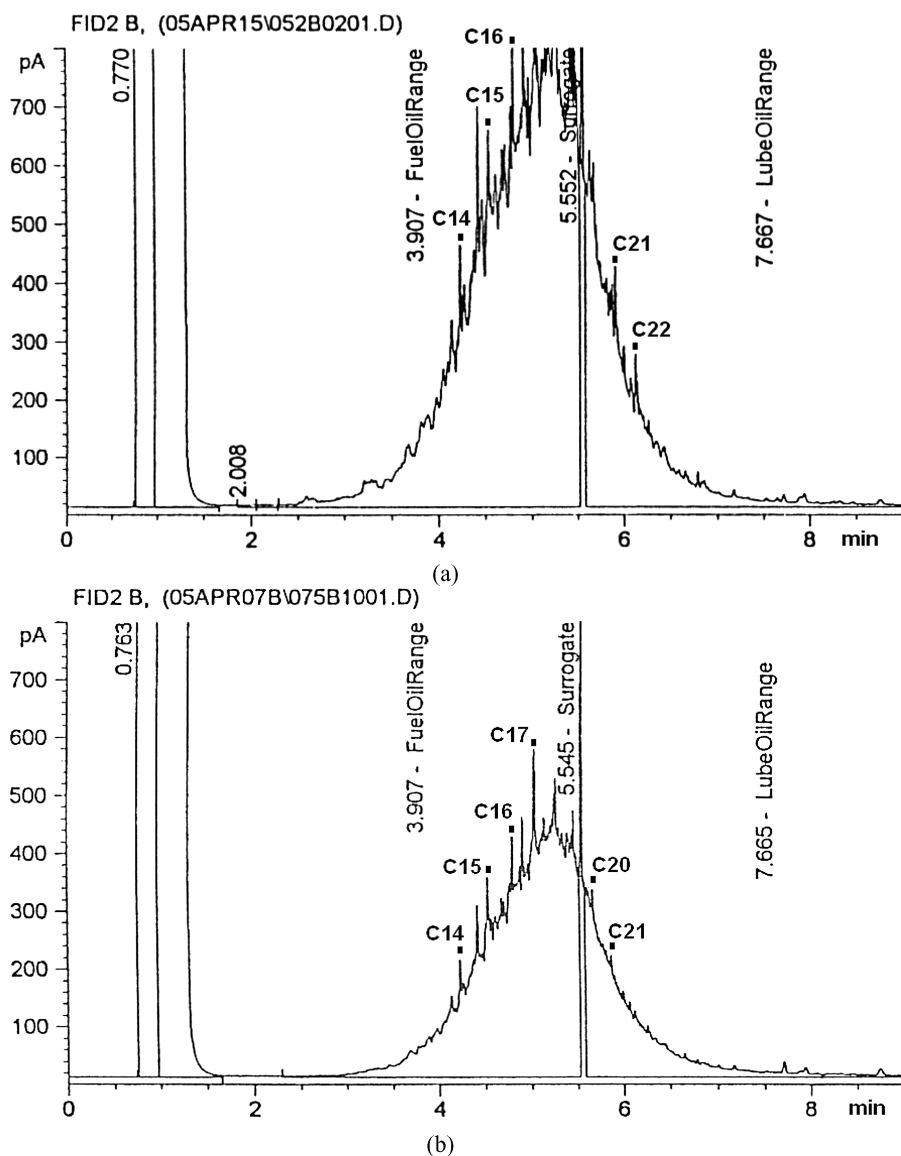 FID2 B, (05APR15\052B0201.D)
pA
700
600
500
400
300
200
100
0.770
2.008
3.907 - FuelOilRange
C14
C15
C16
5.552 - Surrogate
C21
C22
7.667 - LubeOilRange
0
2
4
6
8
min
(a)
FID2 B, (05APR07B\075B1001.D)
pA
700
600
500
400
300
200
100
0.763
3.907 - FuelOilRange
C14
C15
C16
C17
5.545 - Surrogate
C20
C21
7.665 - LubeOilRange
0
2
4
6
8
min
(b)